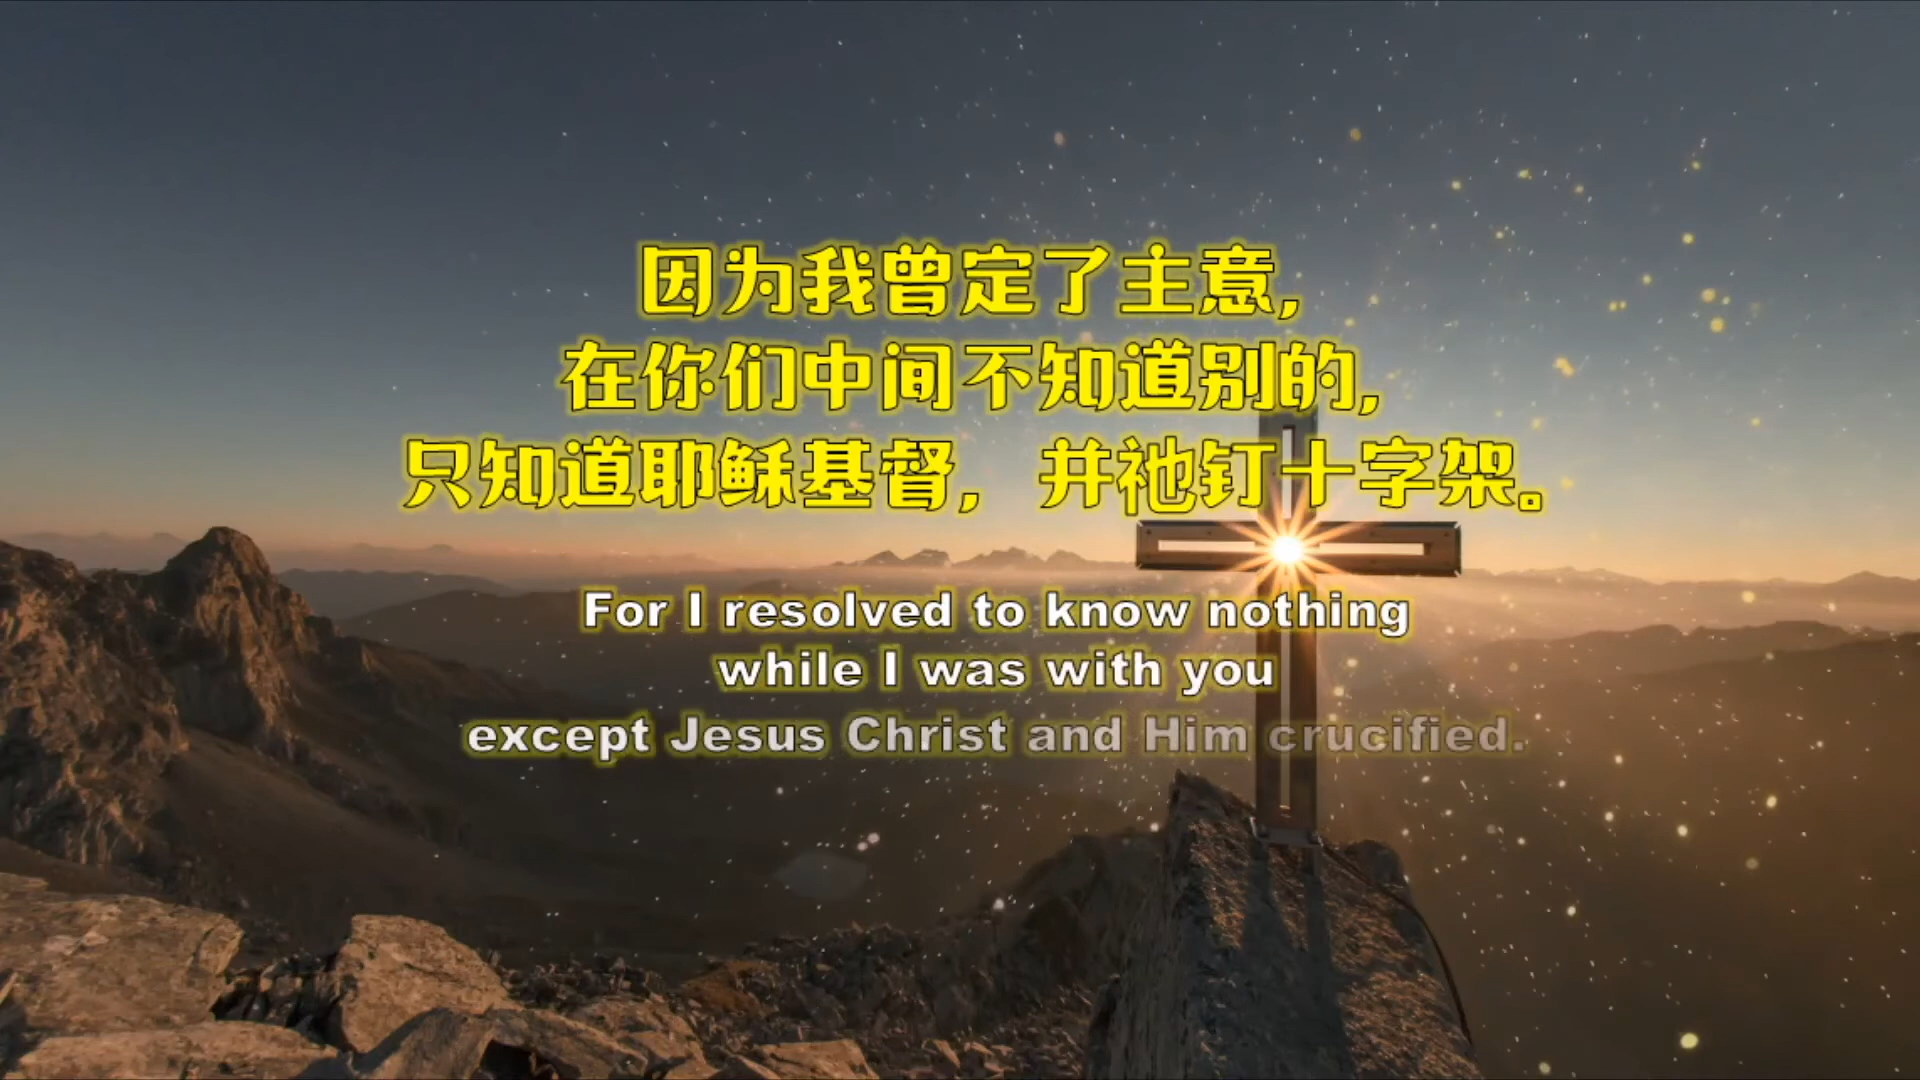 因为我曾定了主意,
在你们中间不知道别的,
只知道耶稣基督, 并祂钉十字架。
For I resolved to know nothing
while I was with you
except Jesus Christ and Him crucified.